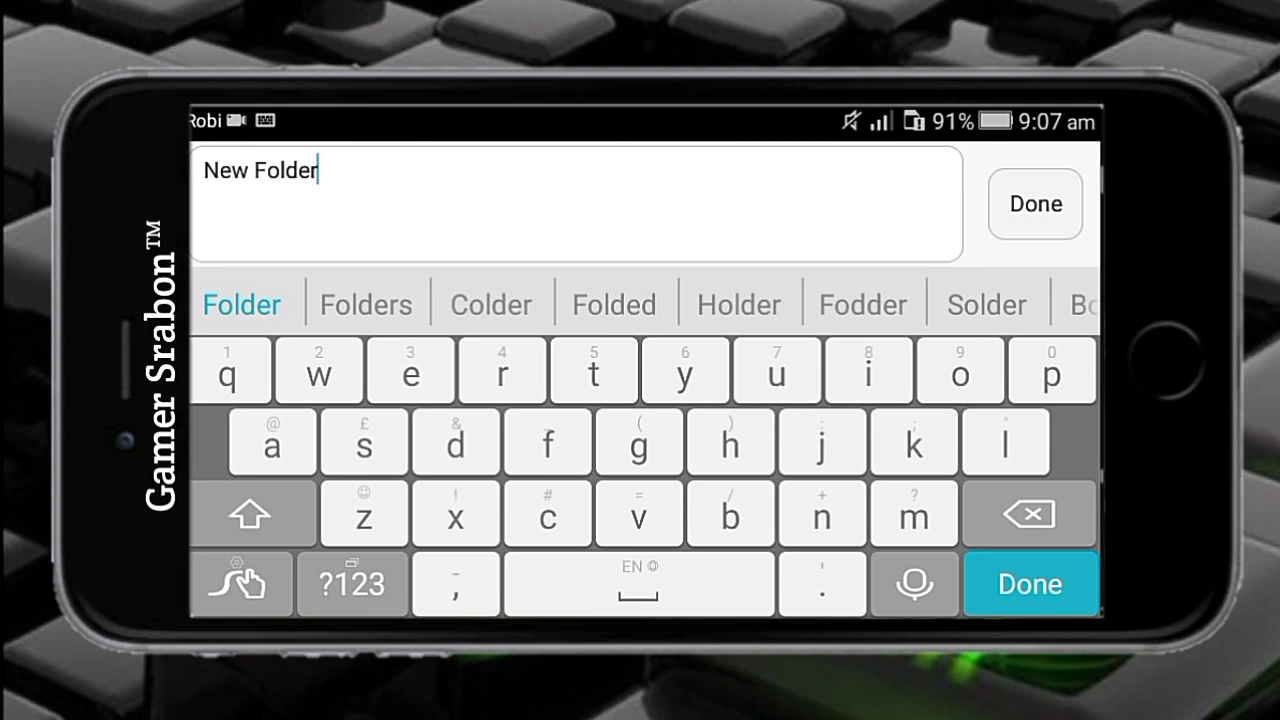 Robi 91% 9:07 am
New Folder
Done
Gamer Srabon™
Folder Folders Colder Folded Holder Fodder Solder
1 2 3 4 5 6 7 8 9 0
q w e r t y u i o p
@ £ & ( ) : ; "
a s d f g h j k l
! # = / + ?
z x c v b n m
EN
?123 , . Done